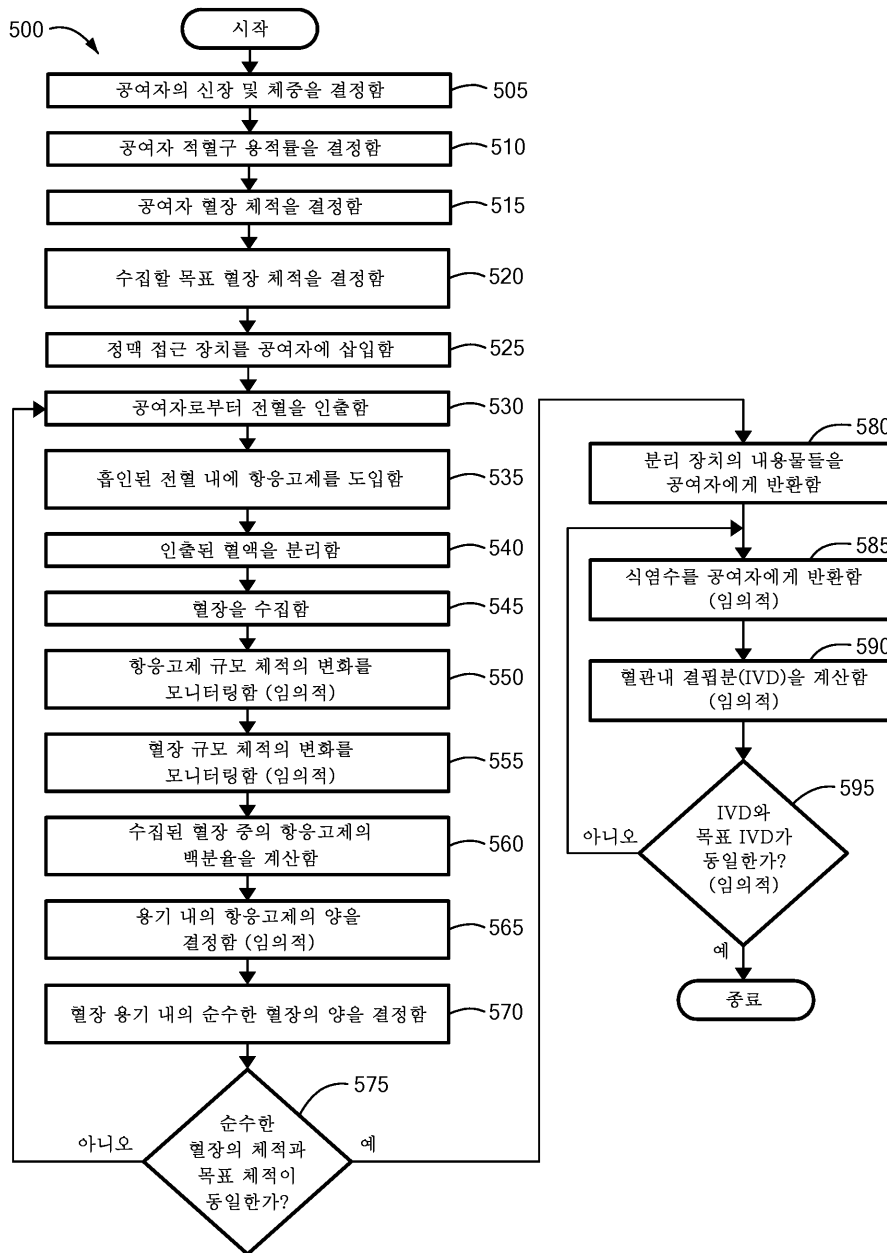 500
시작
공여자의 신장 및 체중을 결정함
505
공여자 적혈구 용적률을 결정함
510
공여자 혈장 체적을 결정함
515
수집할 목표 혈장 체적을 결정함
520
정맥 접근 장치를 공여자에 삽입함
525
공여자로부터 전혈을 인출함
530
흡인된 전혈 내에 항응고제를 도입함
535
인출된 혈액을 분리함
540
혈장을 수집함
545
항응고제 규모 체적의 변화를
모니터링함 (임의적)
550
혈장 규모 체적의 변화를
모니터링함 (임의적)
555
수집된 혈장 중의 항응고제의
백분율을 계산함
560
용기 내의 항응고제의 양을
결정함 (임의적)
565
혈장 용기 내의 순수한 혈장의 양을 결정함
570
575
순수한
혈장의 체적과
목표 체적이
동일한가?
아니오
예
580
분리 장치의 내용물들을
공여자에게 반환함
585
식염수를 공여자에게 반환함
(임의적)
590
혈관내 결핍분(IVD)을 계산함
(임의적)
595
IVD와
목표 IVD가
동일한가?
(임의적)
아니오
예
종료